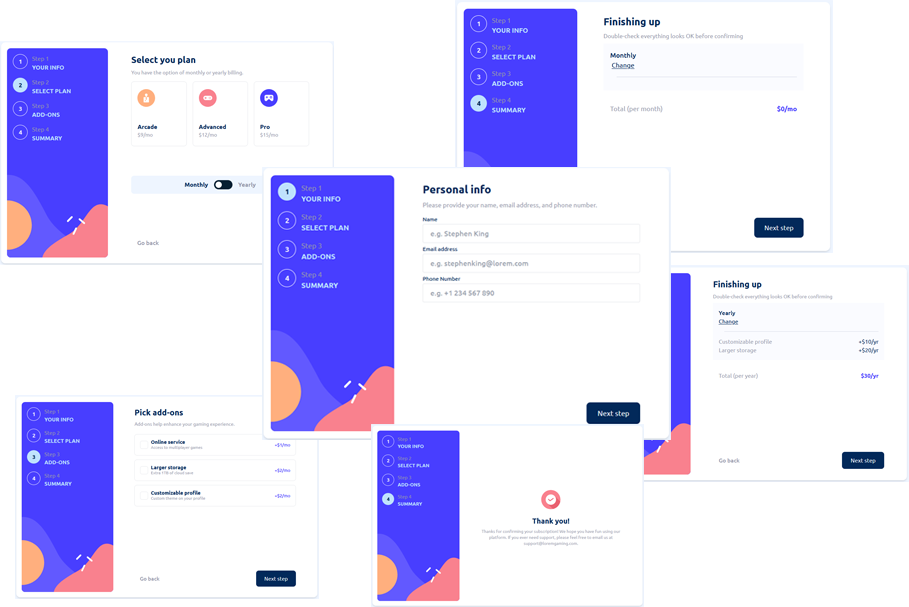 Step 1
YOUR INFO
Step 2
SELECT PLAN
Step 3
ADD-ONS
Step 4
SUMMARY
Select you plan
You have the option of monthly or yearly billing.
Arcade
$9/mo
Advanced
$12/mo
Pro
$15/mo
Monthly
Yearly
Go back
1
2
3
4
Step 1
YOUR INFO
Step 2
SELECT PLAN
Step 3
ADD-ONS
Step 4
SUMMARY
1
2
3
4
Finishing up
Double-check everything looks OK before confirming
Monthly
Change
Total (per month)
$0/mo
Next step
1
Step 1
YOUR INFO
2
Step 2
SELECT PLAN
3
Step 3
ADD-ONS
4
Step 4
SUMMARY
Personal info
Please provide your name, email address, and phone number.
Name
e.g. Stephen King
Email address
e.g. stephenking@lorem.com
Phone Number
e.g. +1 234 567 890
Next step
Finishing up
Double-check everything looks OK before confirming
Yearly
Change
Customizable profile +$10/yr
Larger storage +$20/yr
Total (per year) $30/yr
Go back
Next step
1
Step 1
YOUR INFO
2
Step 2
SELECT PLAN
3
Step 3
ADD-ONS
4
Step 4
SUMMARY
Pick add-ons
Add-ons help enhance your gaming experience.
Online service
Access to multiplayer games
+$1/mo
Larger storage
Extra 1TB of cloud save
+$2/mo
Customizable profile
Custom theme on your profile
+$2/mo
Go back
Next step
1
Step 1
YOUR INFO
2
Step 2
SELECT PLAN
3
Step 3
ADD-ONS
4
Step 4
SUMMARY
Thank you!
Thanks for confirming your subscription! We hope you have fun using our
platform. If you ever need support, please feel free to email us at
support@loremgaming.com.